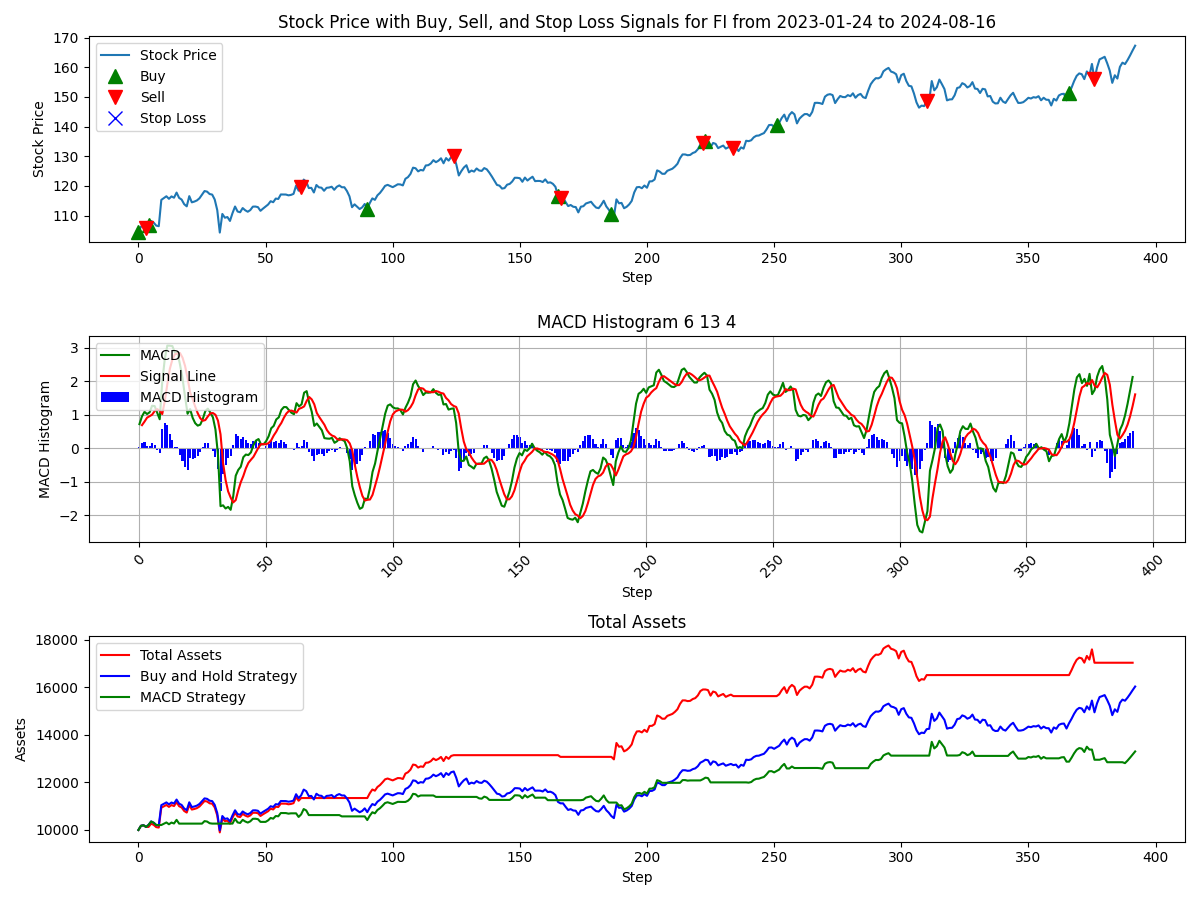 Stock Price with Buy, Sell, and Stop Loss Signals for FI from 2023-01-24 to 2024-08-16
170
160
150
140
130
120
110
Stock Price
Stock Price
Buy
Sell
Stop Loss
0 50 100 150 200 250 300 350 400
Step
MACD Histogram 6 13 4
3
2
1
0
−1
−2
MACD Histogram
MACD
Signal Line
MACD Histogram
0 50 100 150 200 250 300 350 400
Step
Total Assets
18000
16000
14000
12000
10000
Assets
Total Assets
Buy and Hold Strategy
MACD Strategy
0 50 100 150 200 250 300 350 400
Step